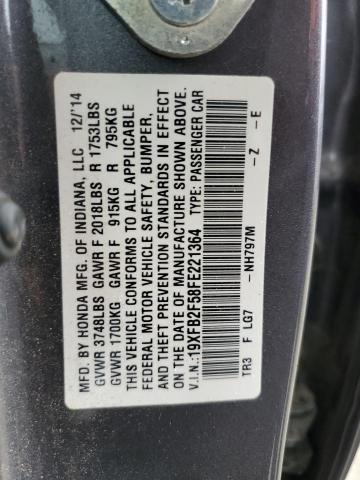 MFD. BY HONDA MFG. OF INDIANA, LLC 12/'14
GVWR 3748LBS GAWR F 2018LBS R 1753LBS
GVWR 1700KG GAWR F 915KG R 795KG
THIS VEHICLE CONFORMS TO ALL APPLICABLE
FEDERAL MOTOR VEHICLE SAFETY, BUMPER,
AND THEFT PREVENTION STANDARDS IN EFFECT
ON THE DATE OF MANUFACTURE SHOWN ABOVE.
V.I.N.: 19XFB2F58FE221364 TYPE: PASSENGER CAR
TR3 F LG7 - NH797M - Z - E